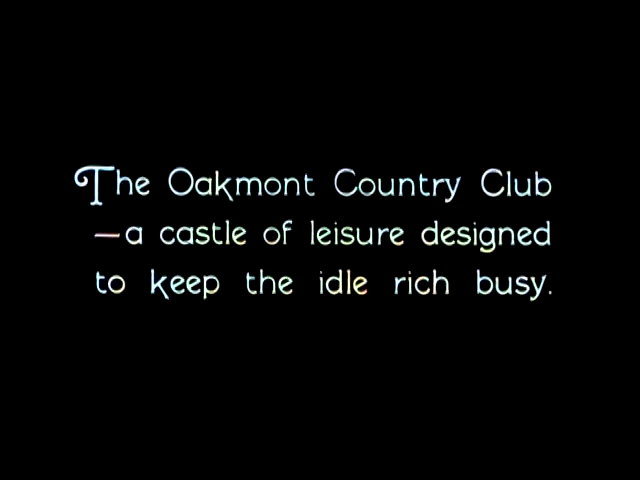 The Oakmont Country Club
—a castle of leisure designed
to keep the idle rich busy.